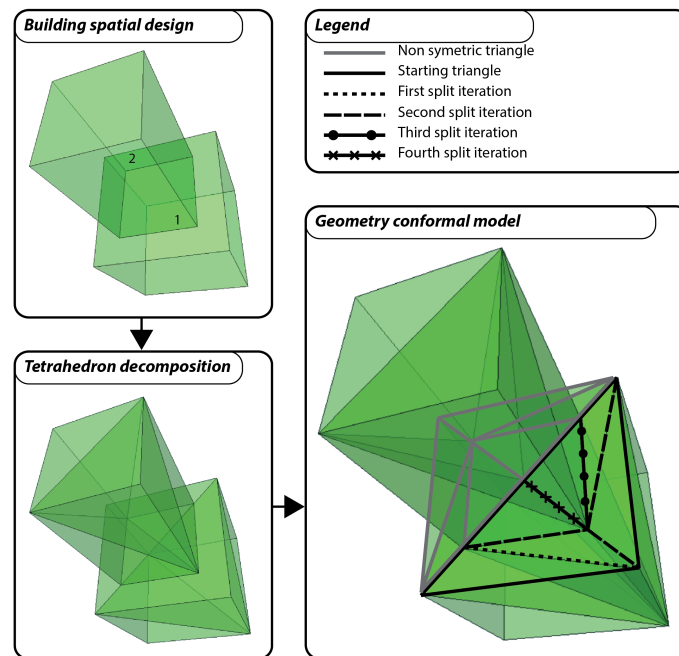 Building spatial design
2
1
Legend
Non symetric triangle
Starting triangle
First split iteration
Second split iteration
Third split iteration
Fourth split iteration
Tetrahedron decomposition
Geometry conformal model